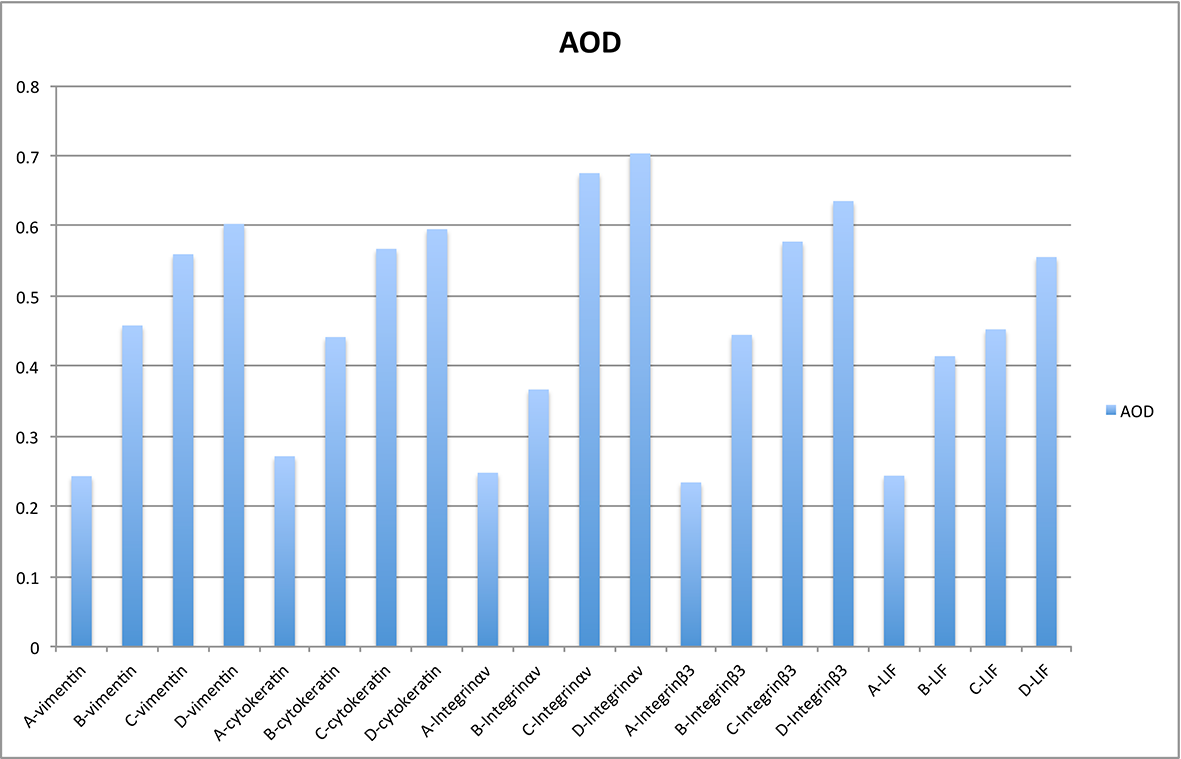 AOD
0.8
0.7
0.6
0.5
0.4
0.3
0.2
0.1
0
A-vimentin
B-vimentin
C-vimentin
D-vimentin
A-cytokeratin
B-cytokeratin
C-cytokeratin
D-cytokeratin
A-Integrinαv
B-Integrinαv
C-Integrinαv
D-Integrinαv
A-Integrinβ3
B-Integrinβ3
C-Integrinβ3
D-Integrinβ3
A-LIF
B-LIF
C-LIF
D-LIF
AOD